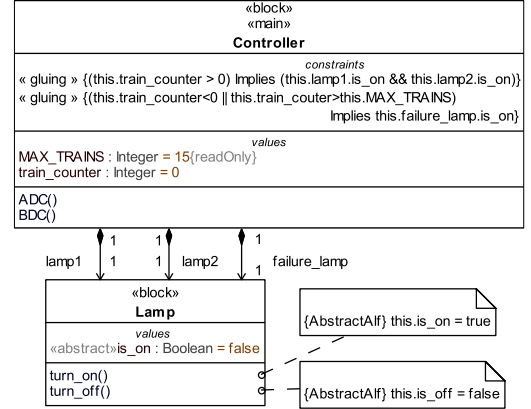 «block»
«main»
Controller
constraints
« gluing » {(this.train_counter > 0) Implies (this.lamp1.is_on && this.lamp2.is_on)}
« gluing » {(this.train_counter<0 || this.train_couter>this.MAX_TRAINS)
Implies this.failure_lamp.is_on}
values
MAX_TRAINS : Integer = 15{readOnly}
train_counter : Integer = 0
ADC()
BDC()
1 1 1
lamp1 1 1 lamp2 failure_lamp
1
«block»
Lamp
values
«abstract»is_on : Boolean = false
turn_on()
turn_off()
{AbstractAlf} this.is_on = true
{AbstractAlf} this.is_off = false